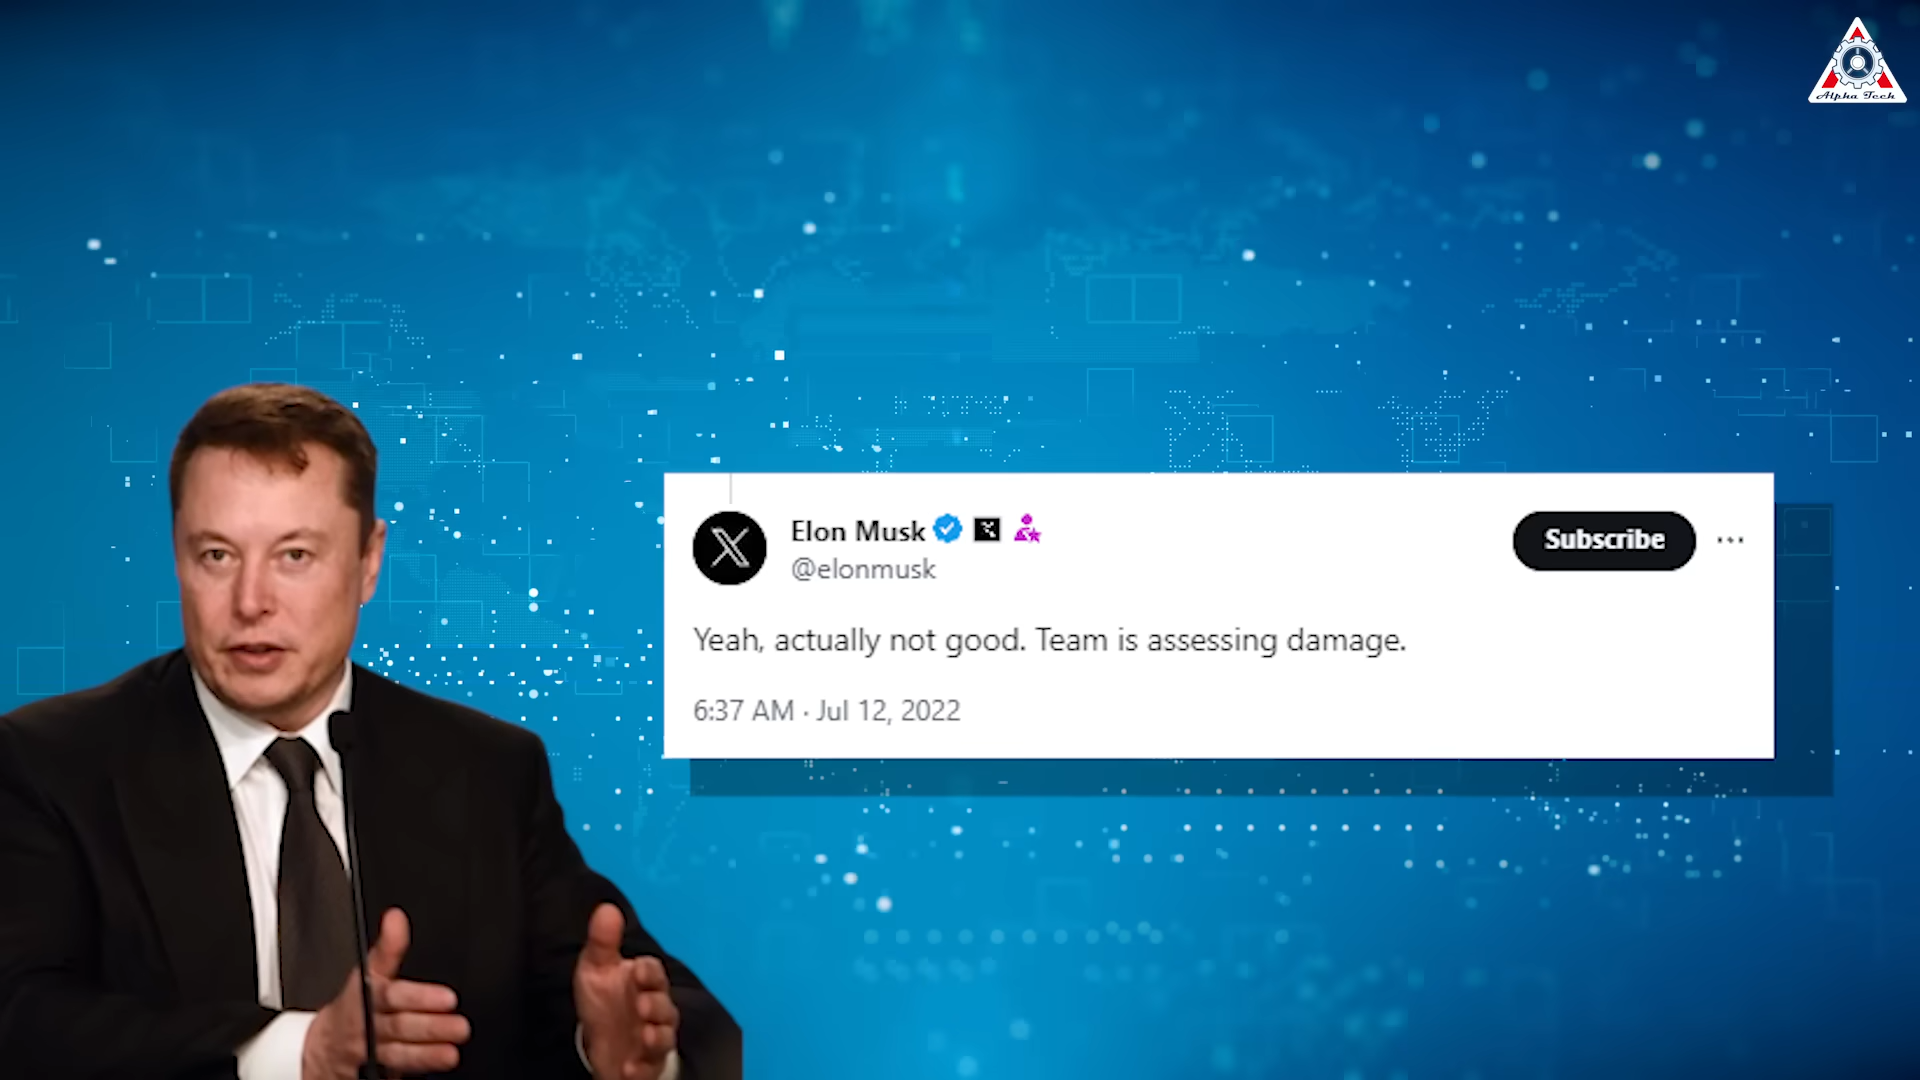 Alpha Tech
Elon Musk
@elonmusk
Subscribe
Yeah, actually not good. Team is assessing damage.
6:37 AM · Jul 12, 2022